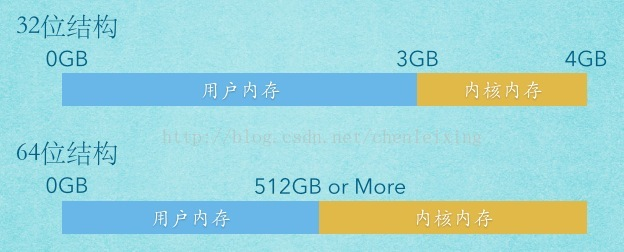 32位结构
0GB 3GB 4GB
用户内存 内核内存
http://blog.csdn.net/chenleixing
64位结构
0GB 512GB or More
用户内存 内核内存